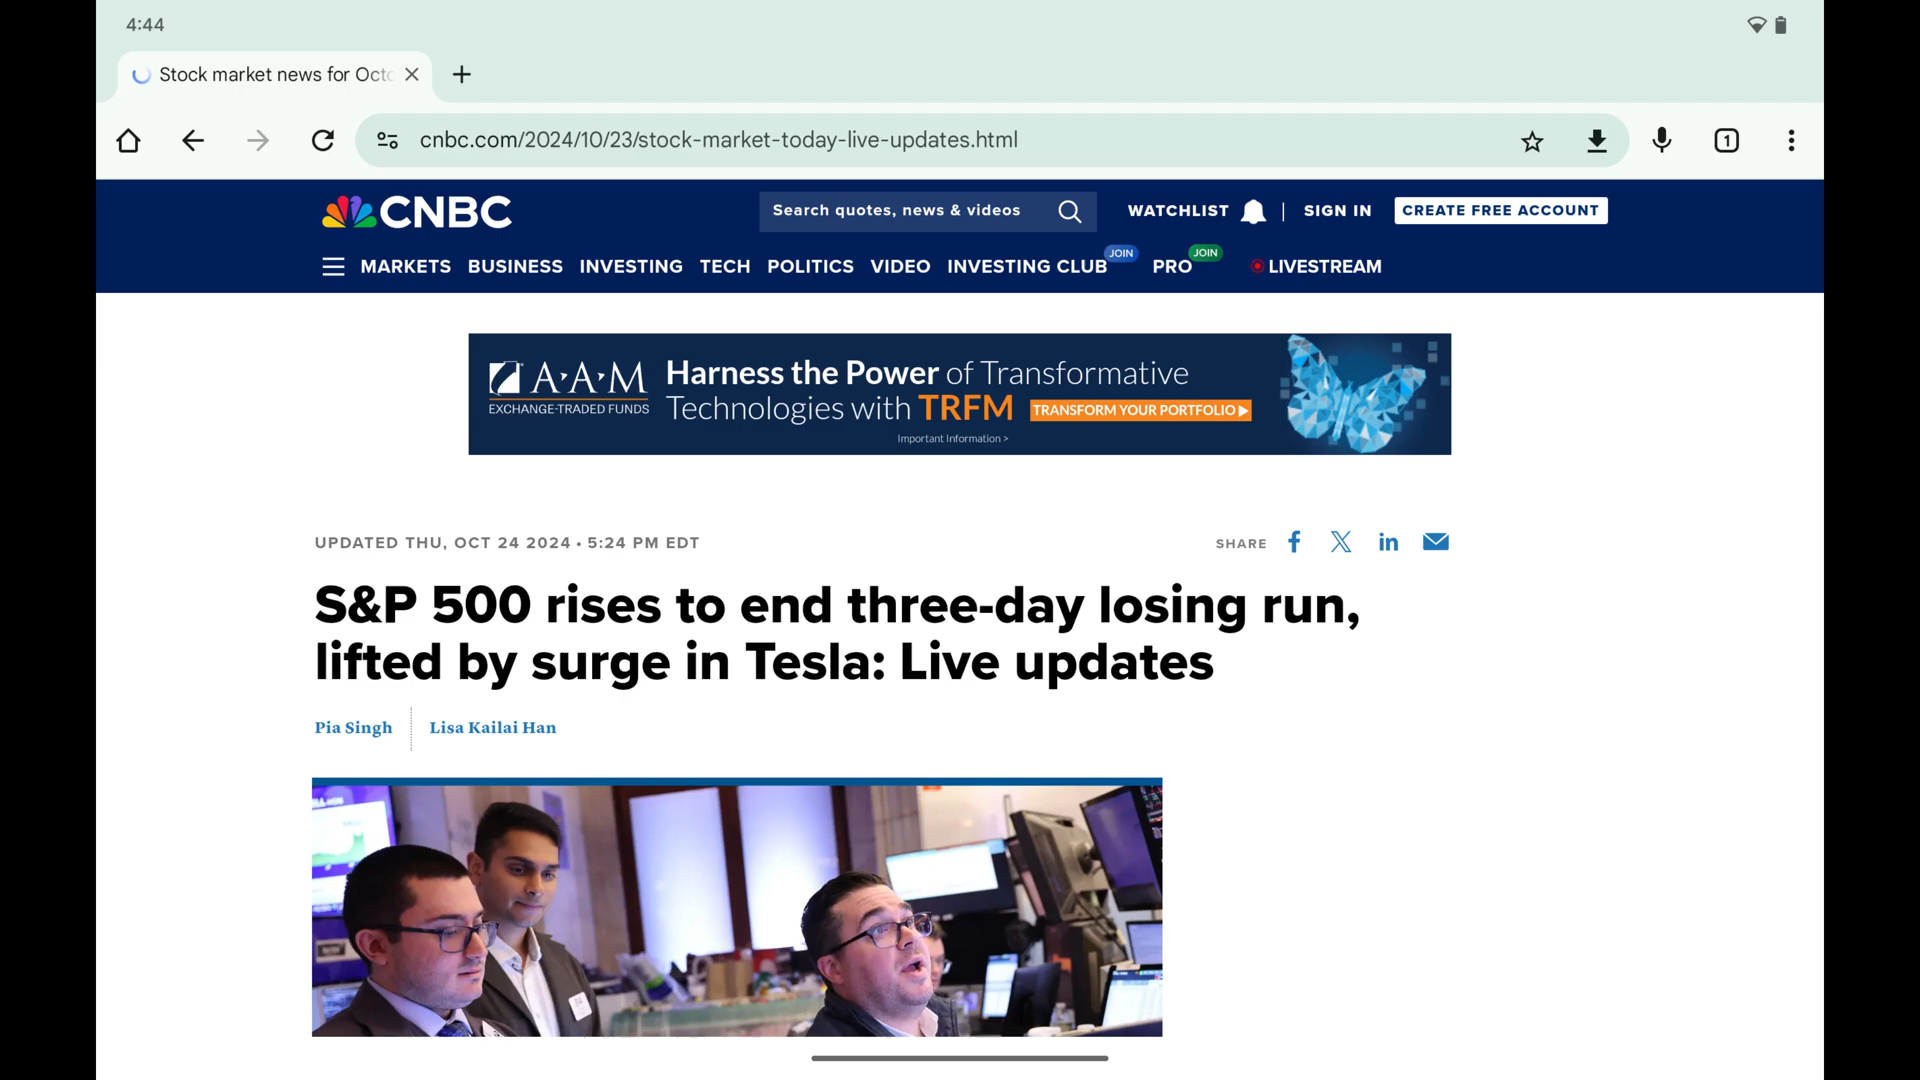 4:44
Stock market news for Octo
cnbc.com/2024/10/23/stock-market-today-live-updates.html
1
CNBC
Search quotes, news & videos
WATCHLIST
SIGN IN
CREATE FREE ACCOUNT
MARKETS BUSINESS INVESTING TECH POLITICS VIDEO INVESTING CLUB JOIN PRO JOIN LIVESTREAM
AAM
EXCHANGE-TRADED FUNDS
Harness the Power of Transformative
Technologies with TRFM TRANSFORM YOUR PORTFOLIO
Important Information >
UPDATED THU, OCT 24 2024 • 5:24 PM EDT
SHARE
S&P 500 rises to end three-day losing run,
lifted by surge in Tesla: Live updates
Pia Singh
Lisa Kailai Han